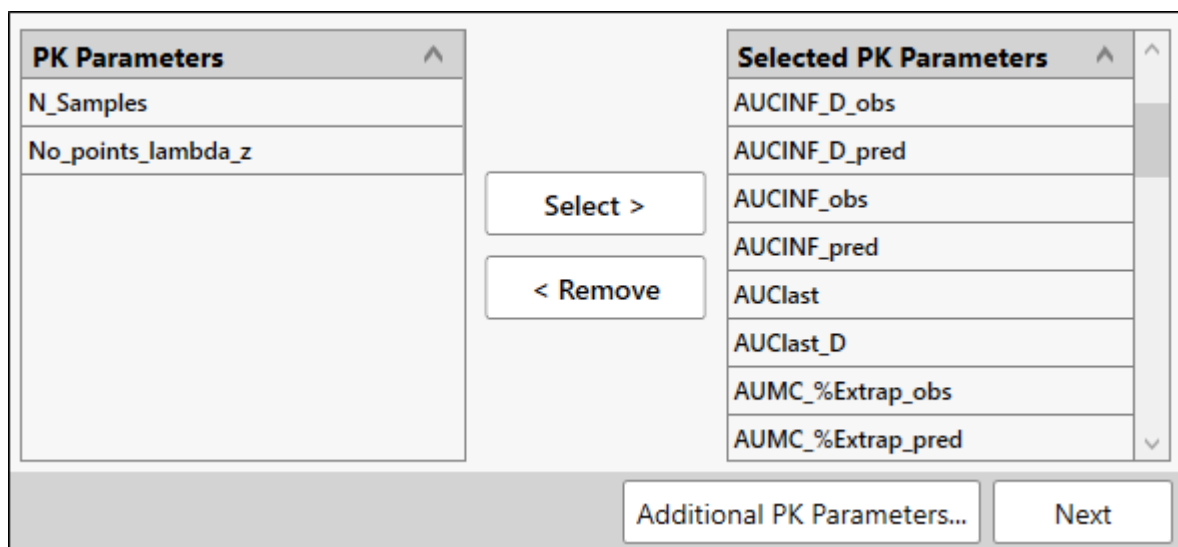 PK Parameters
N_Samples
No_points_lambda_z
Select >
< Remove
Selected PK Parameters
AUCINF_D_obs
AUCINF_D_pred
AUCINF_obs
AUCINF_pred
AUClast
AUClast_D
AUMC_%Extrap_obs
AUMC_%Extrap_pred
Additional PK Parameters...
Next